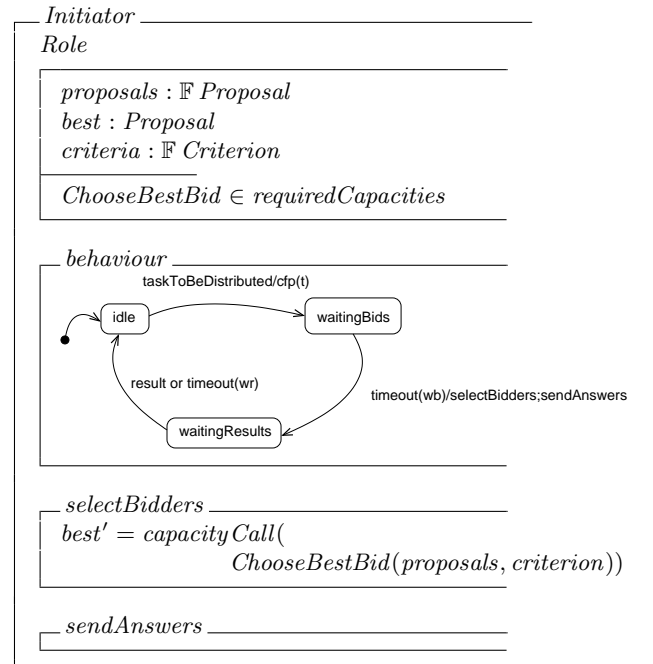 Initiator
Role
proposals : 𝔽 Proposal
best : Proposal
criteria : 𝔽 Criterion
ChooseBestBid ∈ requiredCapacities
behaviour
taskToBeDistributed/cfp(t)
idle
waitingBids
result or timeout(wr)
timeout(wb)/selectBidders;sendAnswers
waitingResults
selectBidders
best′ = capacityCall(
ChooseBestBid(proposals, criterion))
sendAnswers